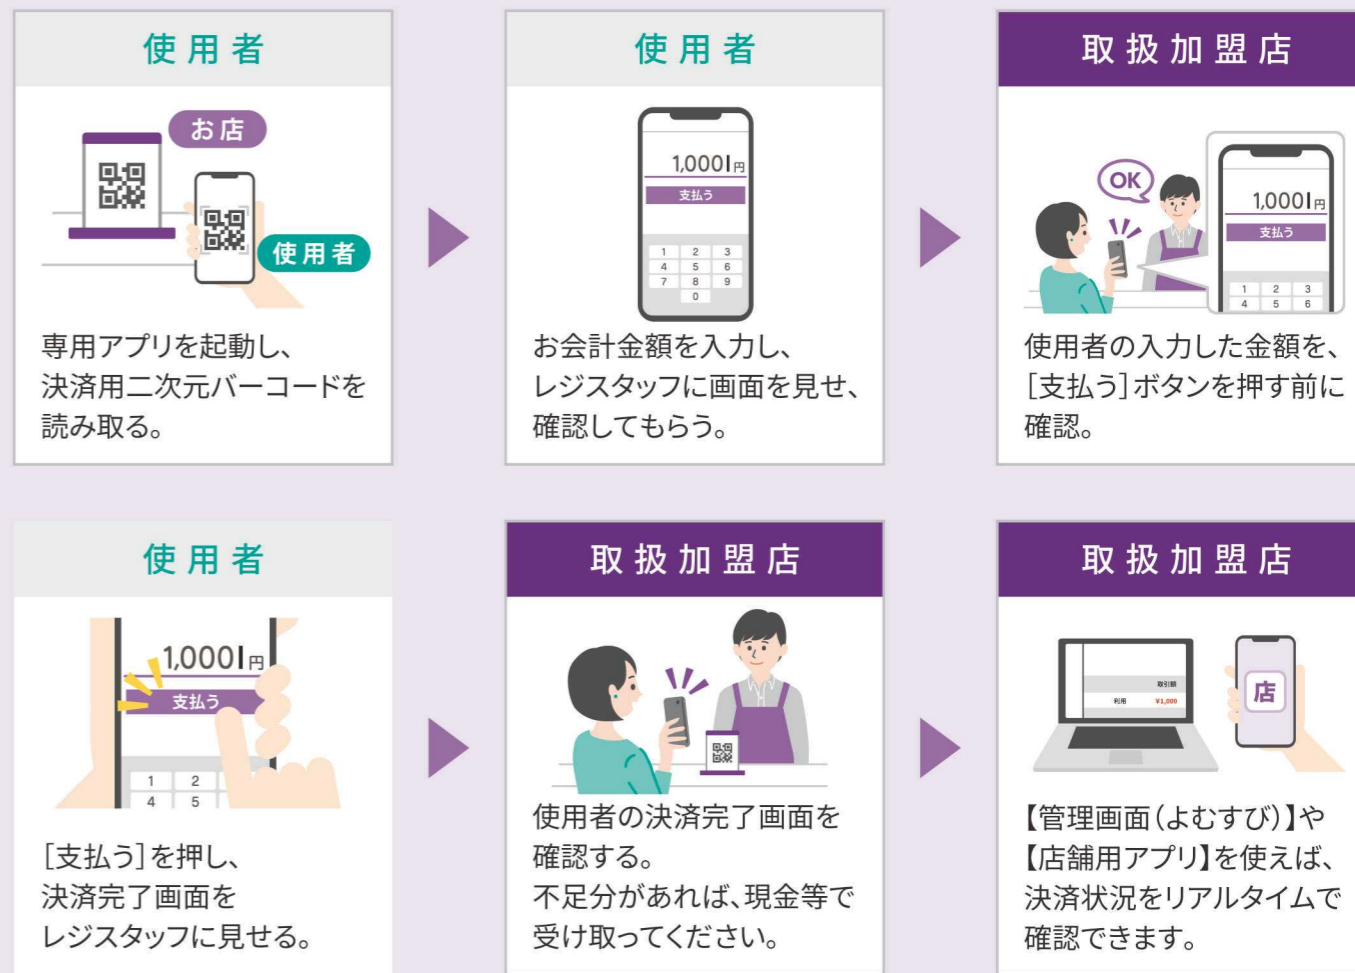 使用者
お店
使用者
専用アプリを起動し、
決済用二次元バーコードを
読み取る。
使用者
1,000 円
支払う
1 2 3
4 5 6
7 8 9
0
お会計金額を入力し、
レジスタッフに画面を見せ、
確認してもらう。
取扱加盟店
OK
1,000 円
支払う
1 2 3
4 5 6
使用者の入力した金額を、
［支払う］ボタンを押す前に
確認。
使用者
1,000 円
支払う
1 2
4 5
［支払う］を押し、
決済完了画面を
レジスタッフに見せる。
取扱加盟店
使用者の決済完了画面を
確認する。
不足分があれば、現金等で
受け取ってください。
取扱加盟店
取引額
利用 ¥1,000
店
【管理画面（よむすび）】や
【店舗用アプリ】を使えば、
決済状況をリアルタイムで
確認できます。